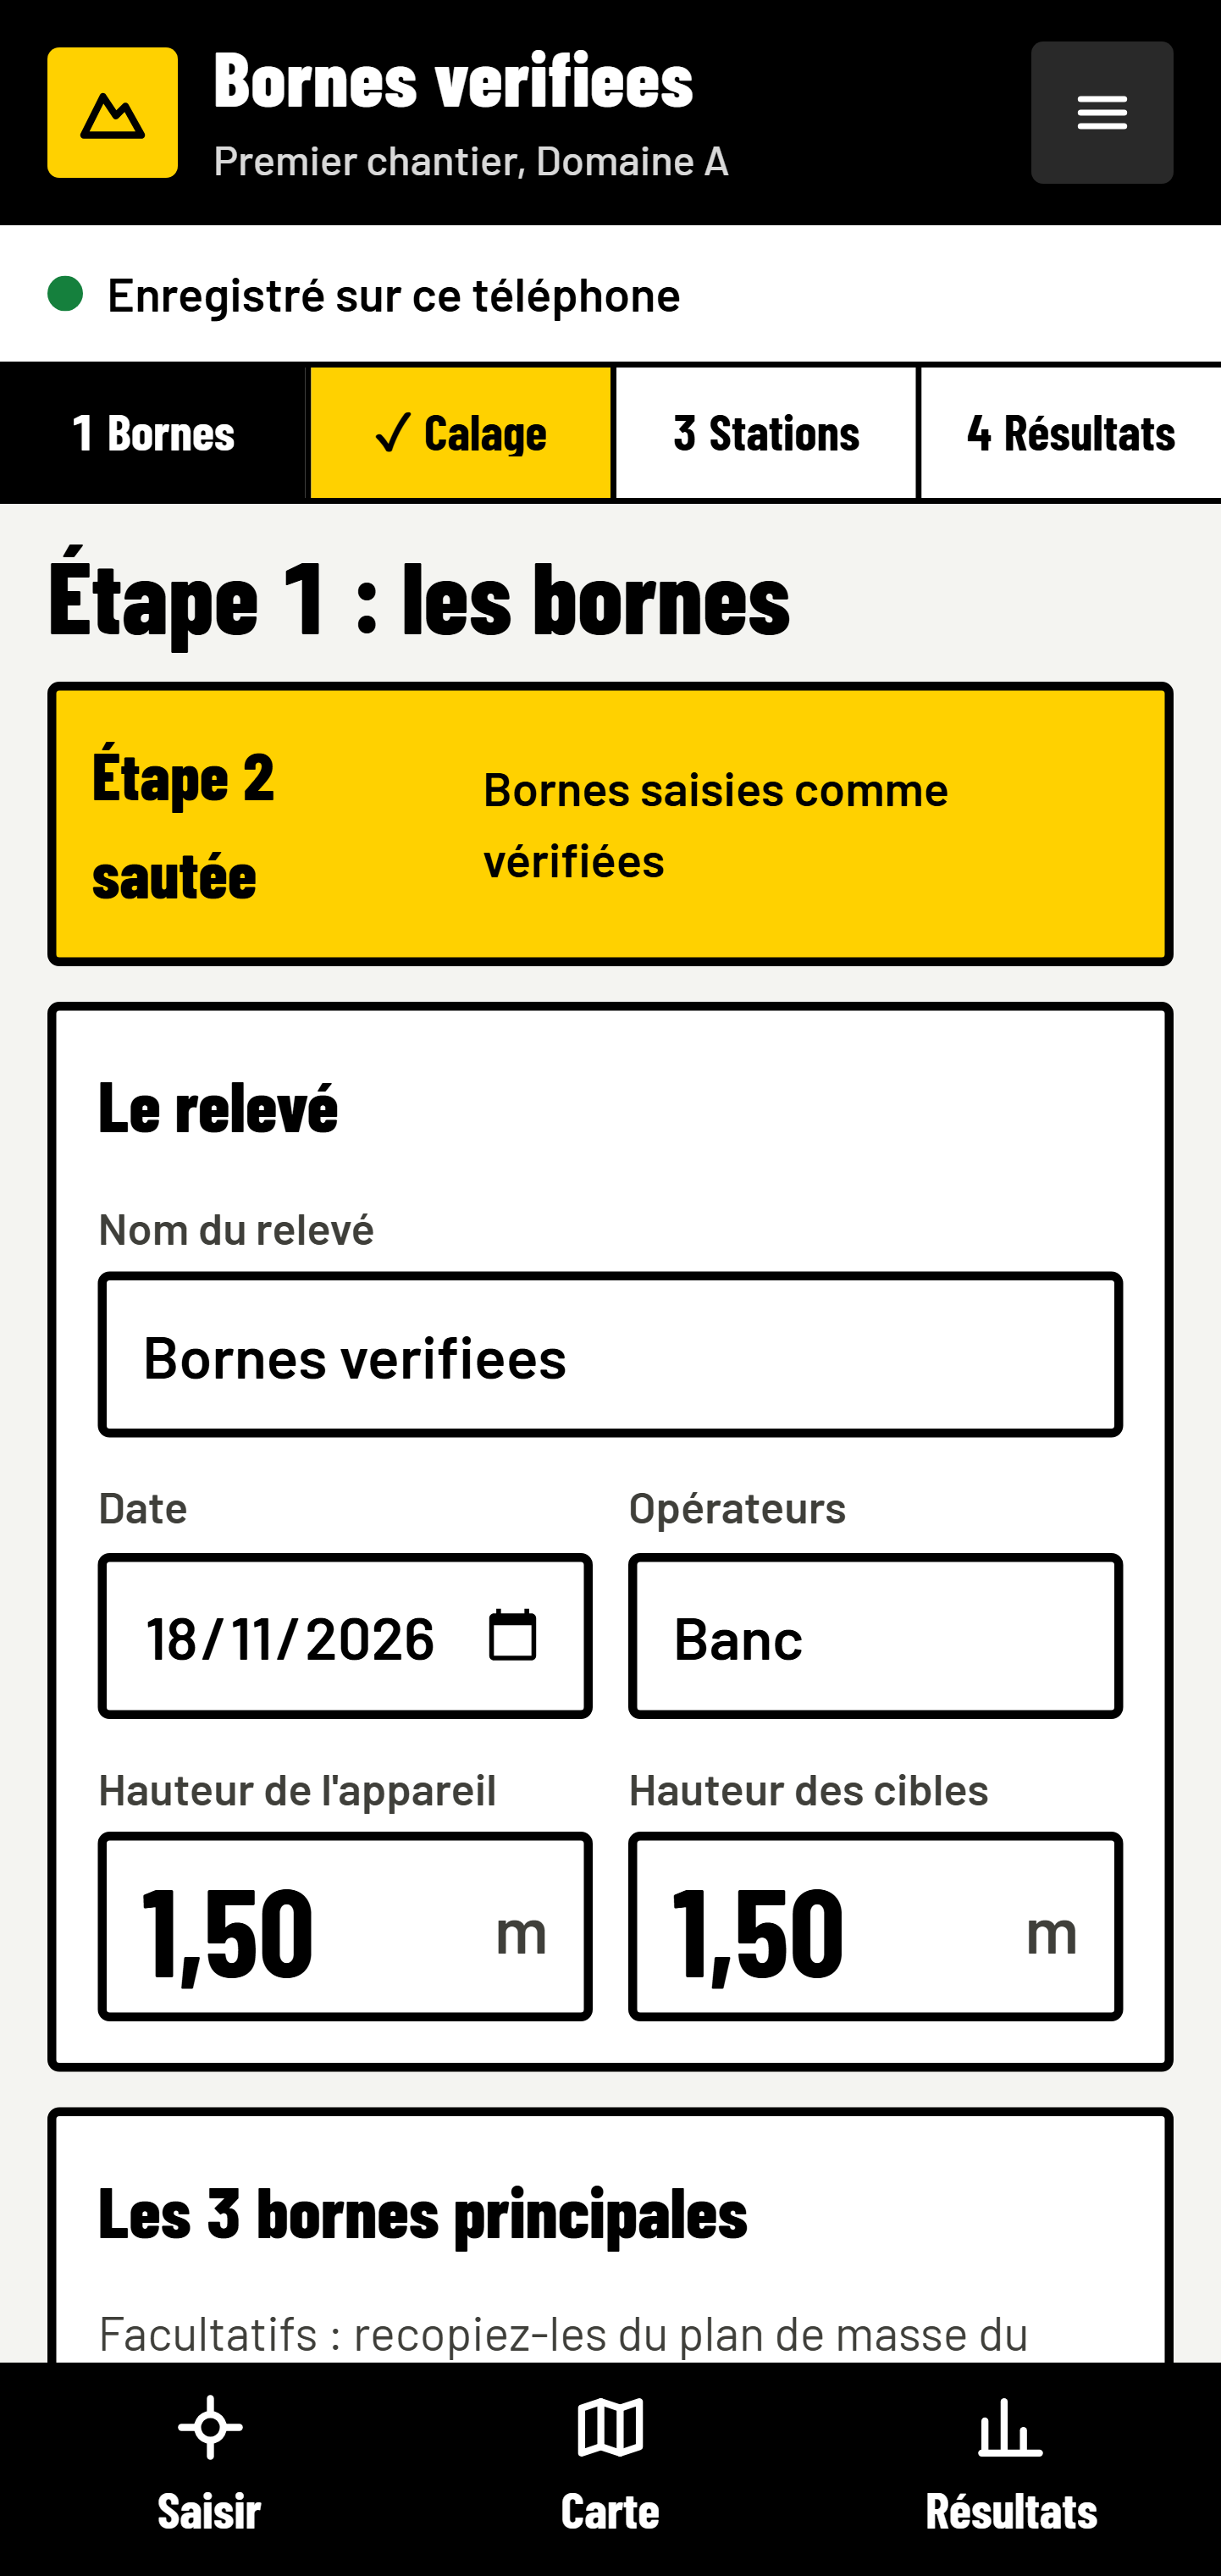 Bornes verifiees
Premier chantier, Domaine A
Enregistré sur ce téléphone
1 Bornes
✓ Calage
3 Stations
4 Résultats
Étape 1 : les bornes
Étape 2
sautée
Bornes saisies comme
vérifiées
Le relevé
Nom du relevé
Bornes verifiees
Date
Opérateurs
18/11/2026
Banc
Hauteur de l'appareil
Hauteur des cibles
1,50 m
1,50 m
Les 3 bornes principales
Facultatifs : recopiez-les du plan de masse du
Saisir
Carte
Résultats